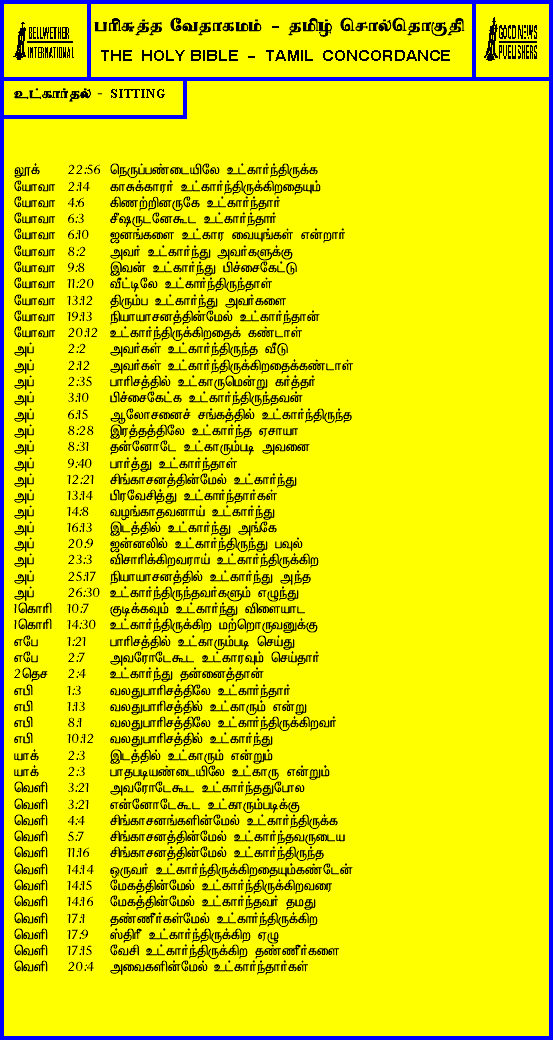 BELLWETHER
INTERNATIONAL
பரிசுத்த வேதாகமம் - தமிழ் சொல்தொகுதி
THE HOLY BIBLE - TAMIL CONCORDANCE
GOOD NEWS
PUBLISHERS
உட்கார்தல் - SITTING
லூக் 22:56 நெருப்பண்டையிலே உட்கார்ந்திருக்க
யோவா 2:14 காசுக்காரர் உட்கார்ந்திருக்கிறதையும்
யோவா 4:6 கிணற்றினருகே உட்கார்ந்தார்
யோவா 6:3 சீஷருடனேகூட உட்கார்ந்தார்
யோவா 6:10 ஜனங்களை உட்கார வையுங்கள் என்றார்
யோவா 8:2 அவர் உட்கார்ந்து அவர்களுக்கு
யோவா 9:8 இவன் உட்கார்ந்து பிச்சைகேட்டு
யோவா 11:20 வீட்டிலே உட்கார்ந்திருந்தாள்
யோவா 13:12 திரும்ப உட்கார்ந்து அவர்களை
யோவா 19:13 நியாயாசனத்தின்மேல் உட்கார்ந்தான்
யோவா 20:12 உட்கார்ந்திருக்கிறதைக் கண்டாள்
அப் 2:2 அவர்கள் உட்கார்ந்திருந்த வீடு
அப் 2:12 அவர்கள் உட்கார்ந்திருக்கிறதைக்கண்டாள்
அப் 2:35 பாரிசத்தில் உட்காருமென்று கர்த்தர்
அப் 3:10 பிச்சைகேட்க உட்கார்ந்திருந்தவன்
அப் 6:15 ஆலோசனைச் சங்கத்தில் உட்கார்ந்திருந்த
அப் 8:28 இரத்தத்திலே உட்கார்ந்த ஏசாயா
அப் 8:31 தன்னோடே உட்காரும்படி அவனை
அப் 9:40 பார்த்து உட்கார்ந்தாள்
அப் 12:21 சிங்காசனத்தின்மேல் உட்கார்ந்து
அப் 13:14 பிரவேசித்து உட்கார்ந்தார்கள்
அப் 14:8 வழங்காதவனாய் உட்கார்ந்து
அப் 16:13 இடத்தில் உட்கார்ந்து அங்கே
அப் 20:9 ஜன்னலில் உட்கார்ந்திருந்து பவுல்
அப் 23:3 விசாரிக்கிறவராய் உட்கார்ந்திருக்கிற
அப் 25:17 நியாயாசனத்தில் உட்கார்ந்து அந்த
அப் 26:30 உட்கார்ந்திருந்தவர்களும் எழுந்து
1கொரி 10:7 குடிக்கவும் உட்கார்ந்து விளையாட
1கொரி 14:30 உட்கார்ந்திருக்கிற மற்றொருவனுக்கு
எபே 1:21 பாரிசத்தில் உட்காரும்படி செய்து
எபே 2:7 அவரோடேகூட உட்காரவும் செய்தார்
2தெச 2:4 உட்கார்ந்து தன்னைத்தான்
எபி 1:3 வலதுபாரிசத்திலே உட்கார்ந்தார்
எபி 1:13 வலதுபாரிசத்தில் உட்காரும் என்று
எபி 8:1 வலதுபாரிசத்திலே உட்கார்ந்திருக்கிறவர்
எபி 10:12 வலதுபாரிசத்தில் உட்கார்ந்து
யாக் 2:3 இடத்தில் உட்காரும் என்றும்
யாக் 2:3 பாதபடியண்டையிலே உட்காரு என்றும்
வெளி 3:21 அவரோடேகூட உட்கார்ந்ததுபோல
வெளி 3:21 என்னோடேகூட உட்காரும்படிக்கு
வெளி 4:4 சிங்காசனங்களின்மேல் உட்கார்ந்திருக்க
வெளி 5:7 சிங்காசனத்தின்மேல் உட்கார்ந்தவருடைய
வெளி 11:16 சிங்காசனத்தின்மேல் உட்கார்ந்திருந்த
வெளி 14:14 ஒருவர் உட்கார்ந்திருக்கிறதையும்கண்டேன்
வெளி 14:15 மேகத்தின்மேல் உட்கார்ந்திருக்கிறவரை
வெளி 14:16 மேகத்தின்மேல் உட்கார்ந்தவர் தமது
வெளி 17:1 தண்ணீர்கள்மேல் உட்கார்ந்திருக்கிற
வெளி 17:9 ஸ்திரீ உட்கார்ந்திருக்கிற ஏழு
வெளி 17:15 வேசி உட்கார்ந்திருக்கிற தண்ணீர்களை
வெளி 20:4 அவைகளின்மேல் உட்கார்ந்தார்கள்